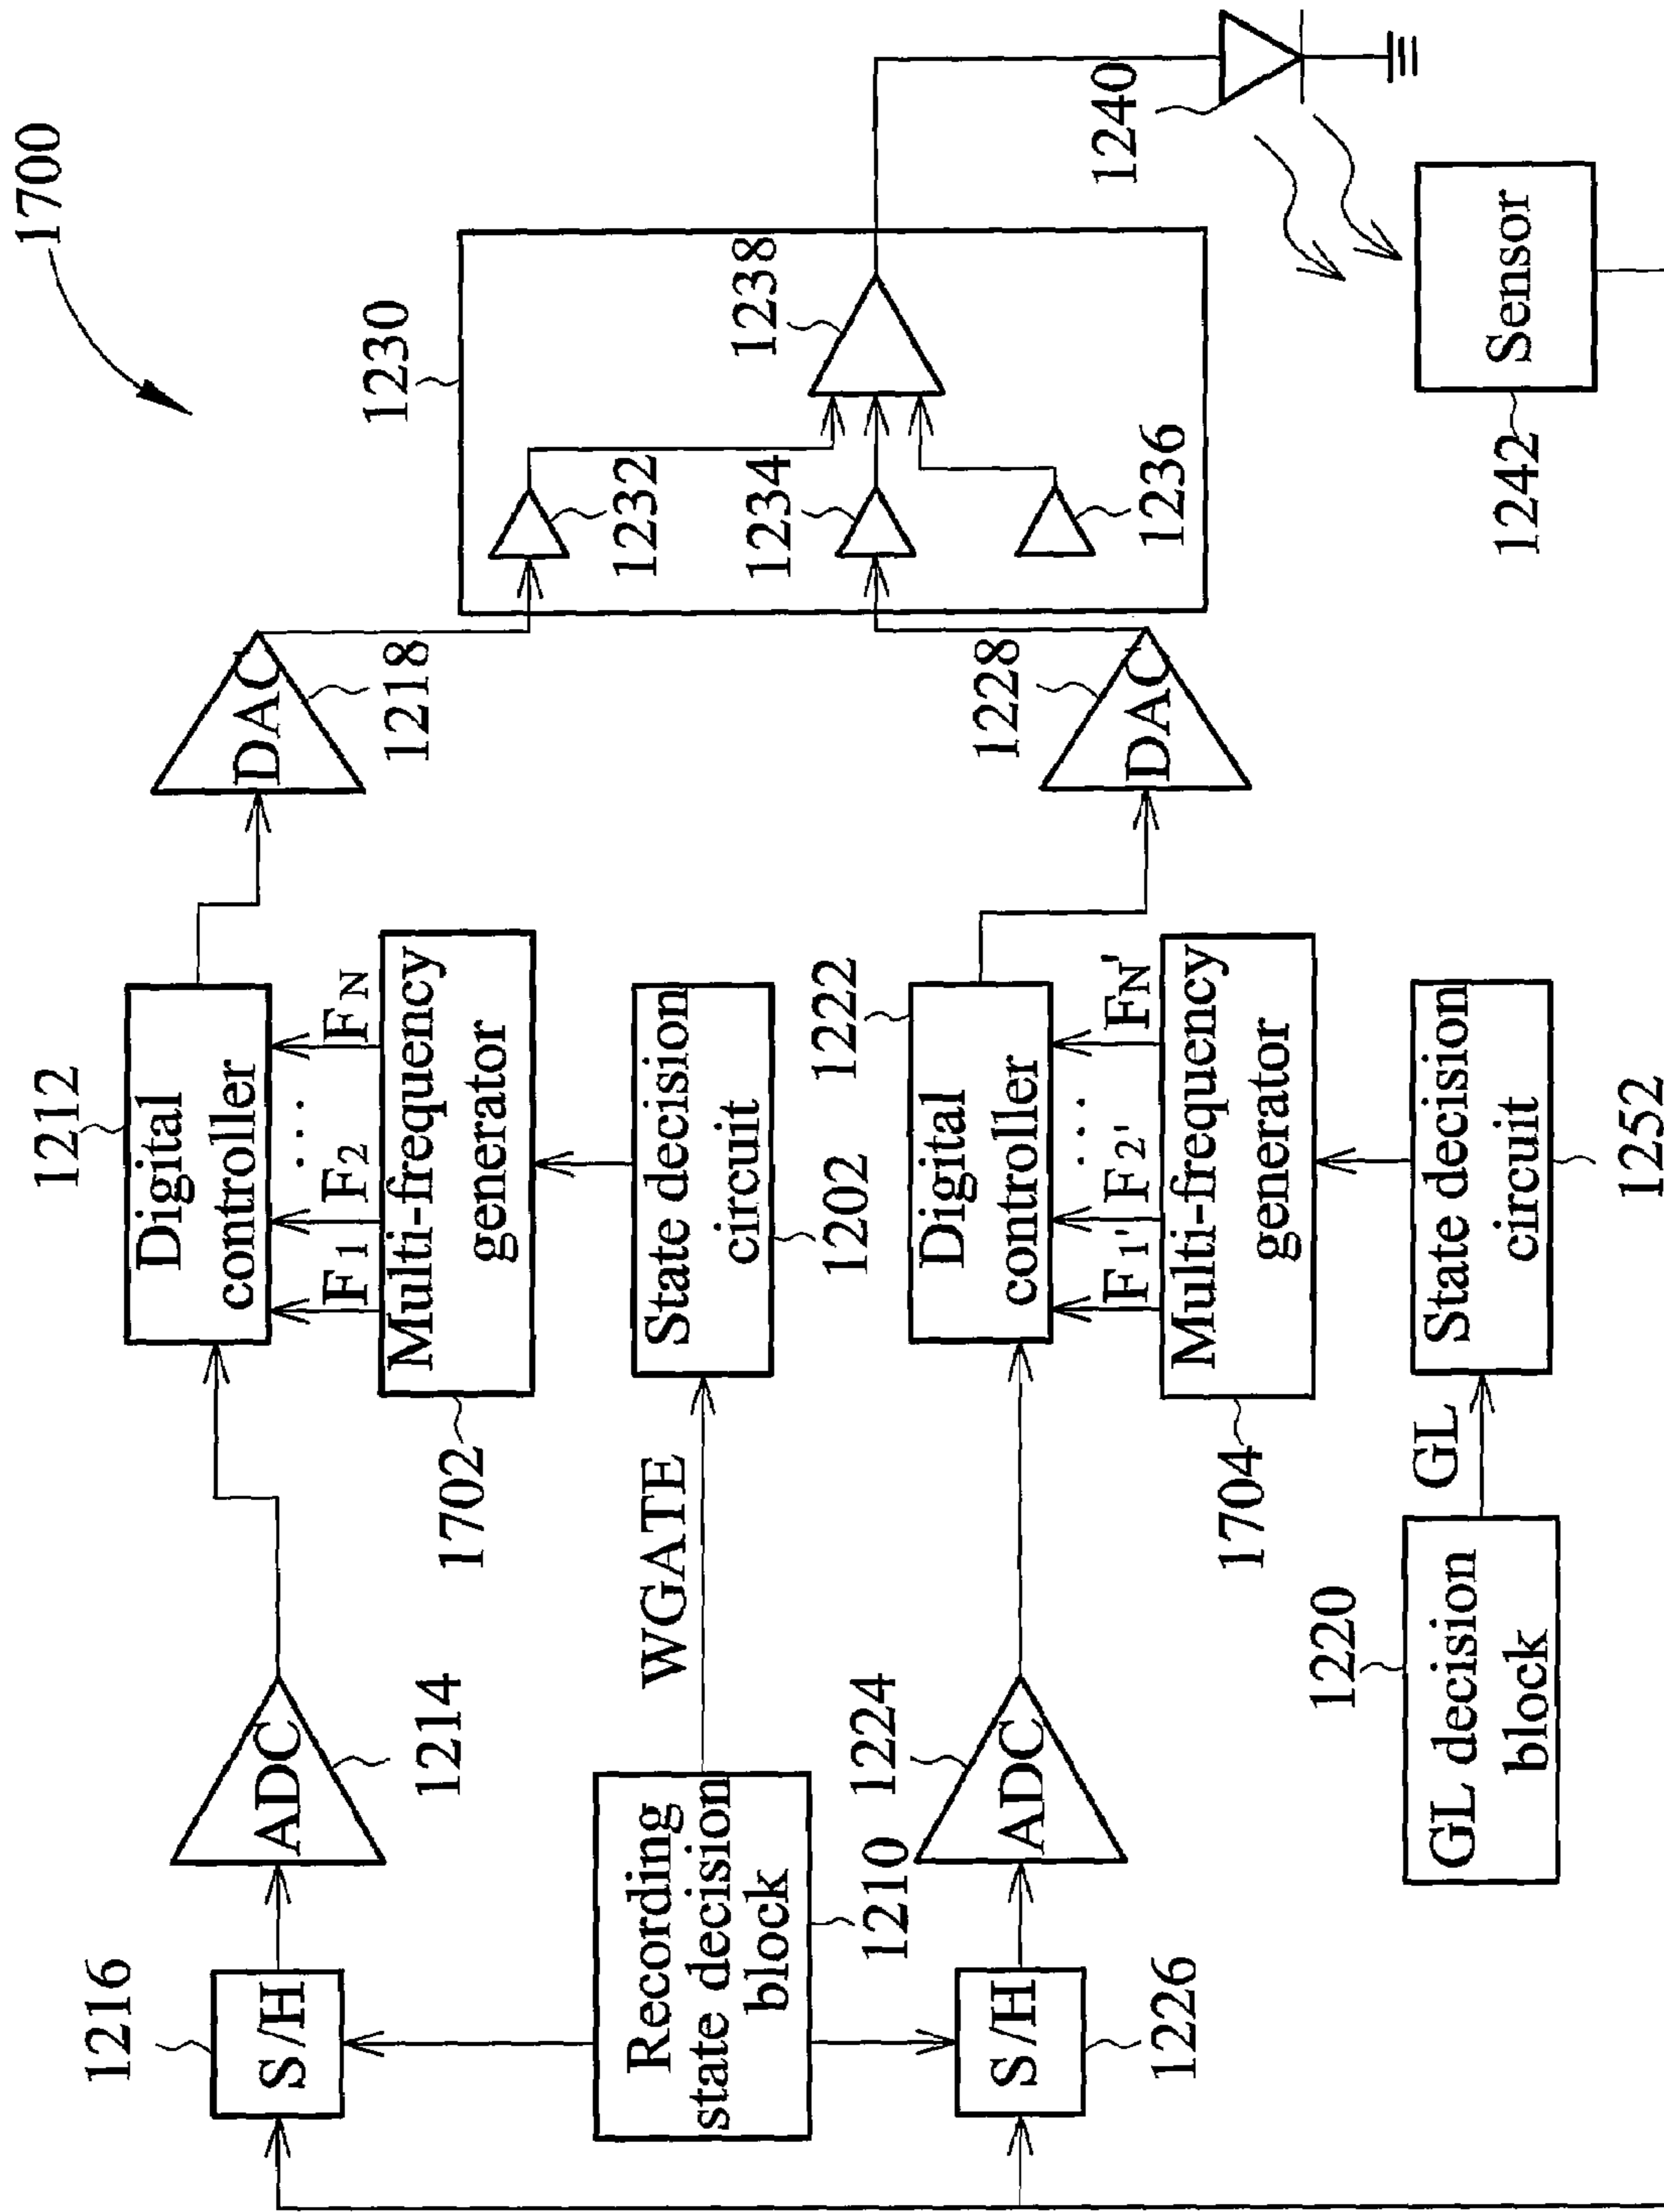 1700
1216
S/H
ADC
1214
1212
Digital
controller
F1 F2 ... FN
Multi-frequency
generator
1702
DAC
1218
1230
1232
1234
1236
1238
1240
Recording
state decision
block
1210
WGATE
State decision
circuit
1202
1226
S/H
ADC
1224
1222
Digital
controller
F1' F2' ... FN'
Multi-frequency
generator
1704
DAC
1228
1220
GL decision
block
GL
State decision
circuit
1252
Sensor
1242